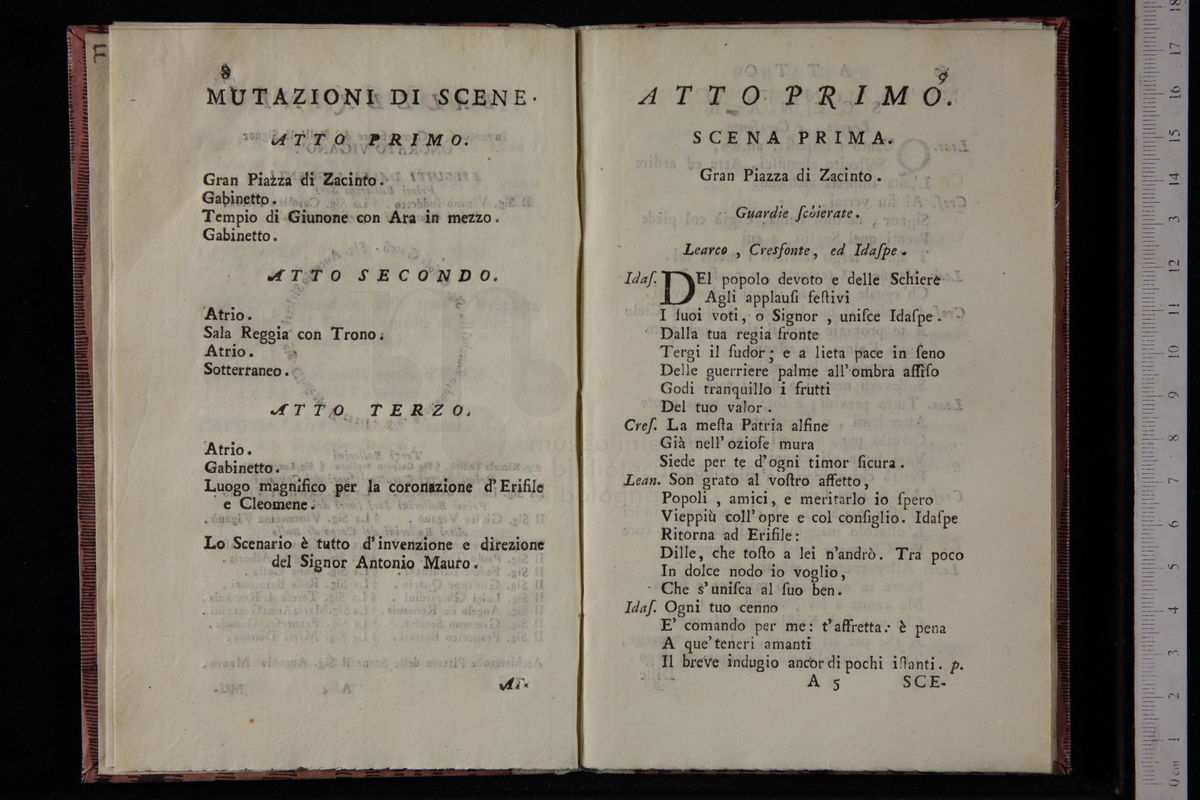 8
MUTAZIONI DI SCENE.
ATTO PRIMO.
Gran Piazza di Zacinto.
Gabinetto.
Tempio di Giunone con Ara in mezzo.
Gabinetto.
ATTO SECONDO.
Atrio.
Sala Reggia con Trono.
Atrio.
Sotterraneo.
ATTO TERZO.
Atrio.
Gabinetto.
Luogo magnifico per la coronazione d'Erifile
e Cleomene.
Lo Scenario è tutto d'invenzione e direzione
del Signor Antonio Mauro.
AT-
9
ATTO PRIMO.
SCENA PRIMA.
Gran Piazza di Zacinto.
Guardie ſchierate.
Learco, Cresfonte, ed Idaſpe.
Idaſ. DEl popolo devoto e delle Schiere
Agli applauſi feſtivi
I ſuoi voti, o Signor, uniſce Idaſpe.
Dalla tua regia fronte
Tergi il ſudor; e a lieta pace in ſeno
Delle guerriere palme all'ombra aſſiſo
Godi tranquillo i frutti
Del tuo valor.
Creſ. La meſta Patria alfine
Già nell'ozioſe mura
Siede per te d'ogni timor ſicura.
Lean. Son grato al voſtro affetto,
Popoli, amici, e meritarlo io ſpero
Vieppiù coll'opre e col conſiglio. Idaſpe
Ritorna ad Erifile:
Dille, che toſto a lei n'andrò. Tra poco
In dolce nodo io voglio,
Che s'uniſca al ſuo ben.
Idaſ. Ogni tuo cenno
E' comando per me: t'affretta: è pena
A que'teneri amanti
Il breve indugio ancor di pochi iſtanti. p.
A 5 SCE-